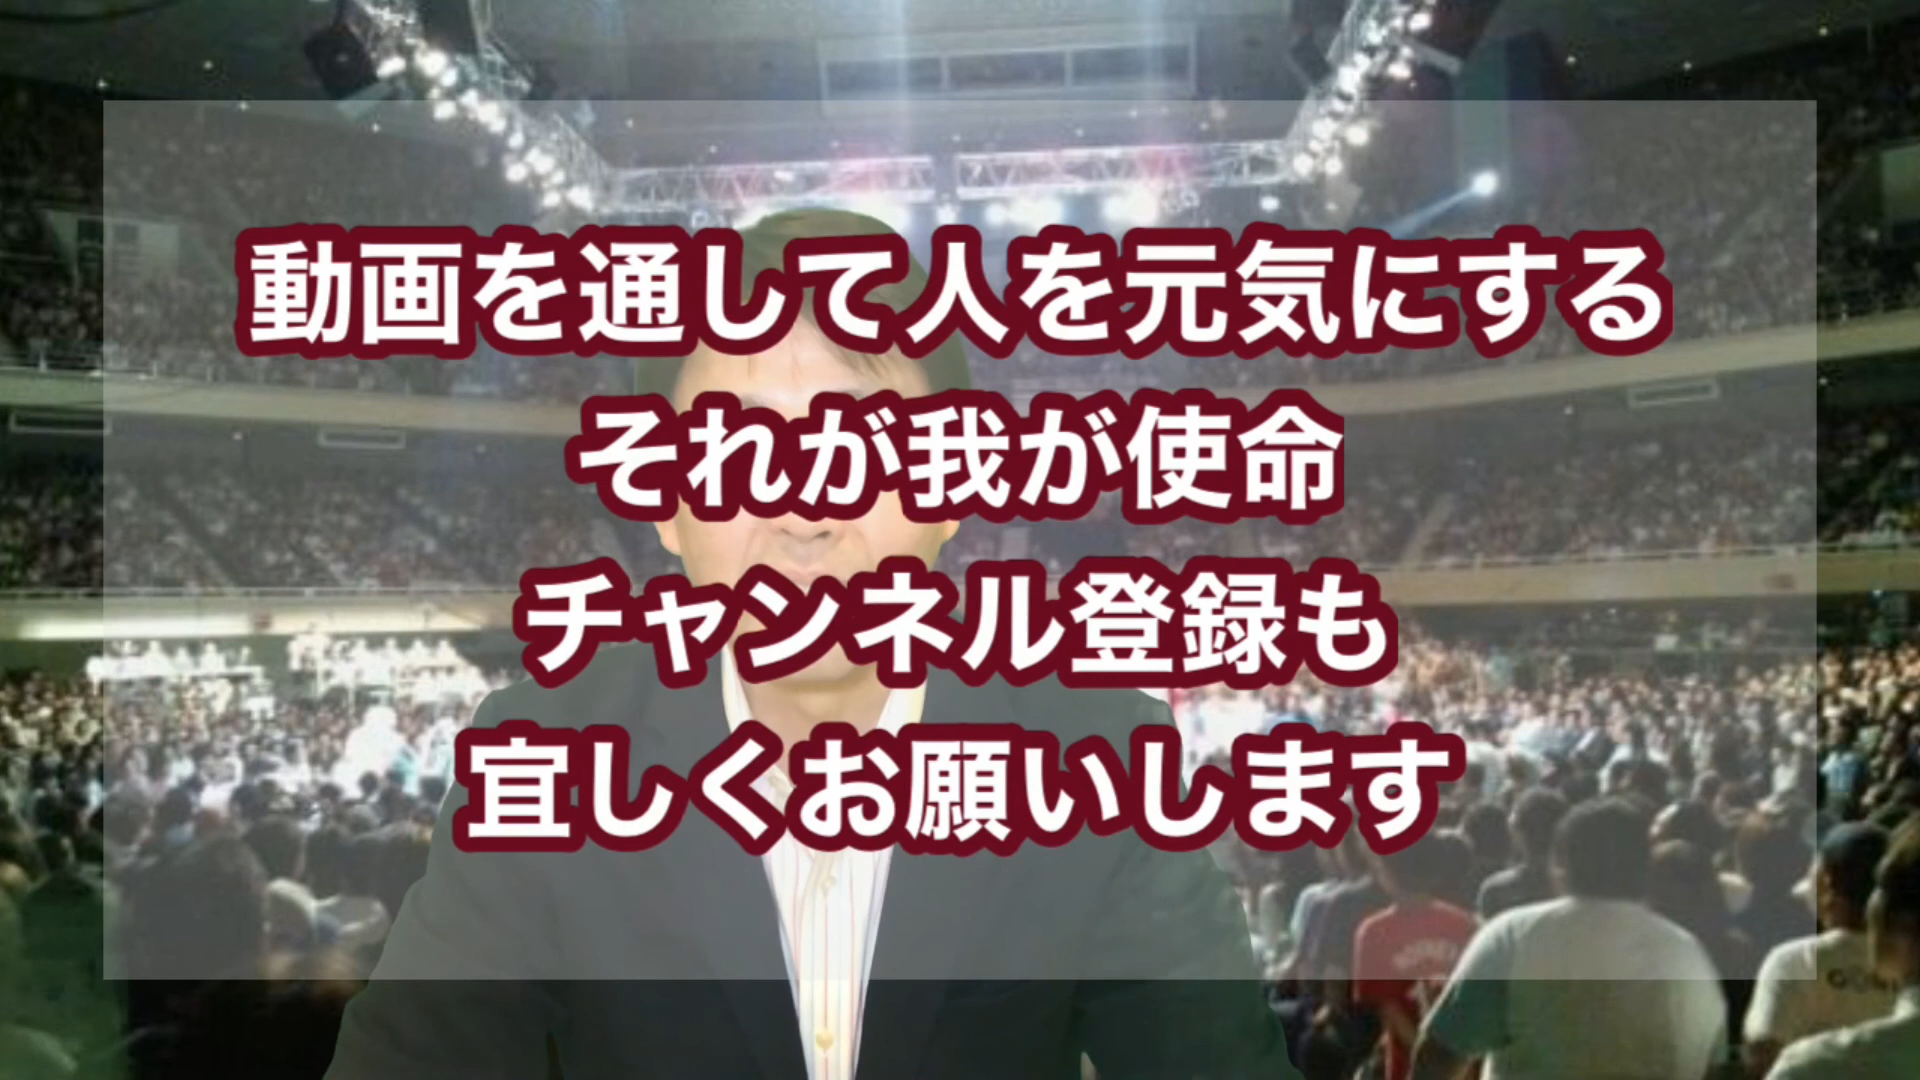 動画を通して人を元気にする
それが我が使命
チャンネル登録も
宜しくお願いします